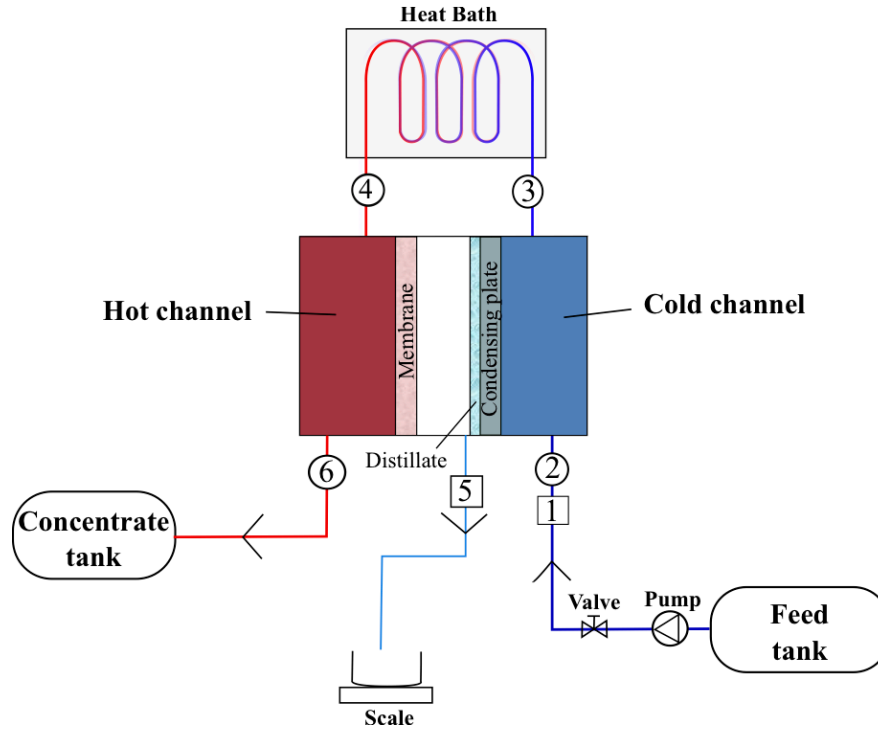 Heat Bath
4
3
Hot channel
Membrane
Condensing plate
Cold channel
Distillate
6
5
2
1
Concentrate
tank
Valve
Pump
Feed
tank
Scale